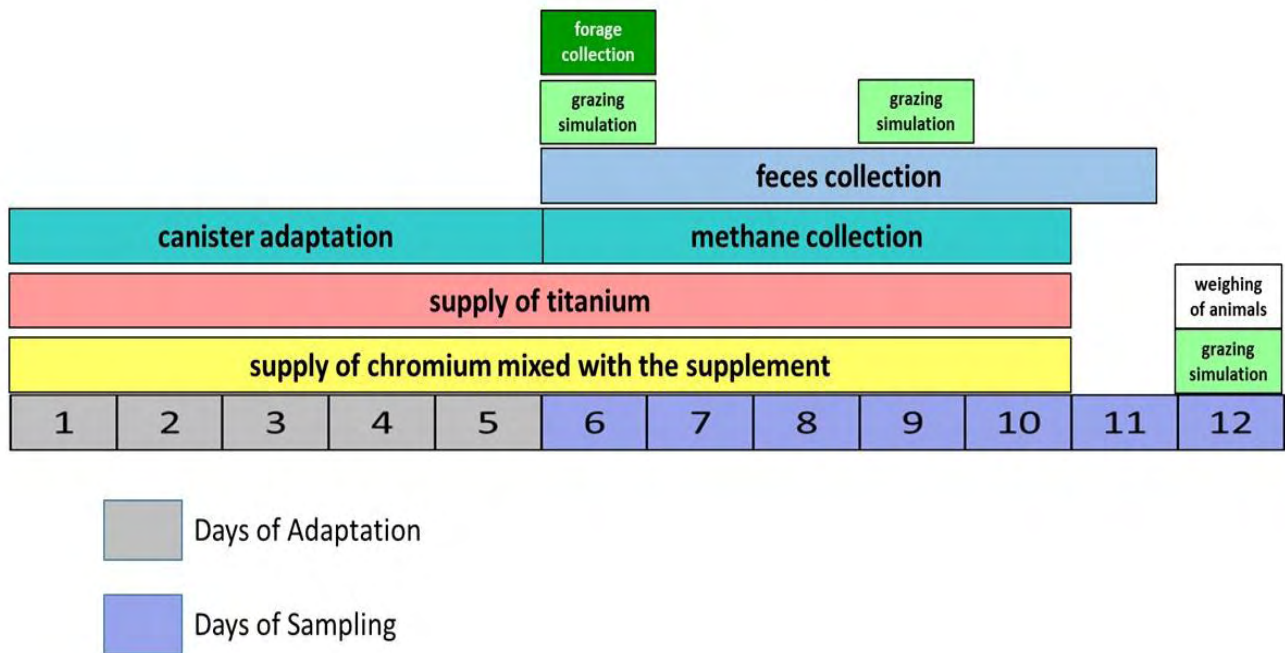 forage
collection
grazing
simulation
grazing
simulation
feces collection
canister adaptation
methane collection
supply of titanium
weighing
of animals
supply of chromium mixed with the supplement
grazing
simulation
1 2 3 4 5 6 7 8 9 10 11 12
Days of Adaptation
Days of Sampling